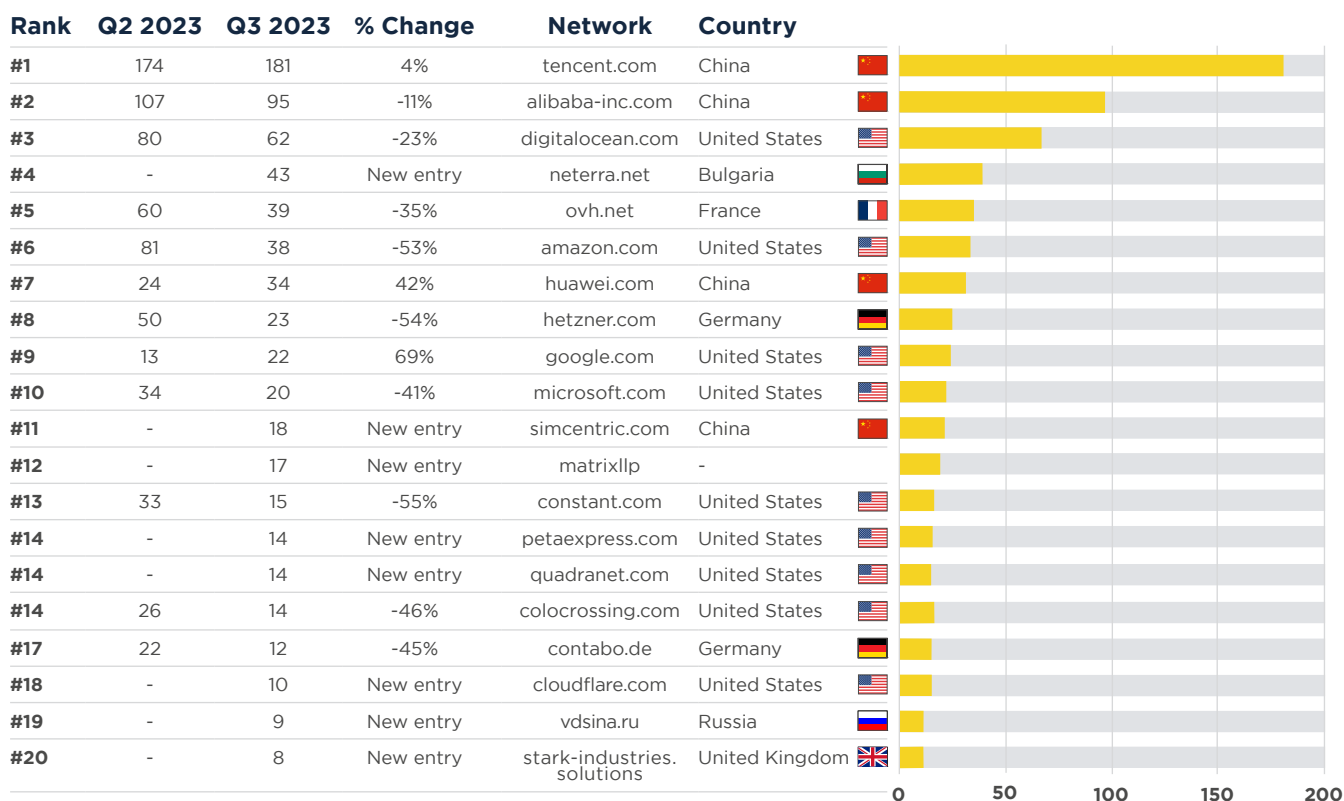 Rank Q2 2023 Q3 2023 % Change Network Country
#1 174 181 4% tencent.com China
#2 107 95 -11% alibaba-inc.com China
#3 80 62 -23% digitalocean.com United States
#4 - 43 New entry neterra.net Bulgaria
#5 60 39 -35% ovh.net France
#6 81 38 -53% amazon.com United States
#7 24 34 42% huawei.com China
#8 50 23 -54% hetzner.com Germany
#9 13 22 69% google.com United States
#10 34 20 -41% microsoft.com United States
#11 - 18 New entry simcentric.com China
#12 - 17 New entry matrixllp -
#13 33 15 -55% constant.com United States
#14 - 14 New entry petaexpress.com United States
#14 - 14 New entry quadranet.com United States
#14 26 14 -46% colocrossing.com United States
#17 22 12 -45% contabo.de Germany
#18 - 10 New entry cloudflare.com United States
#19 - 9 New entry vdsina.ru Russia
#20 - 8 New entry stark-industries. United Kingdom
solutions
0 50 100 150 200